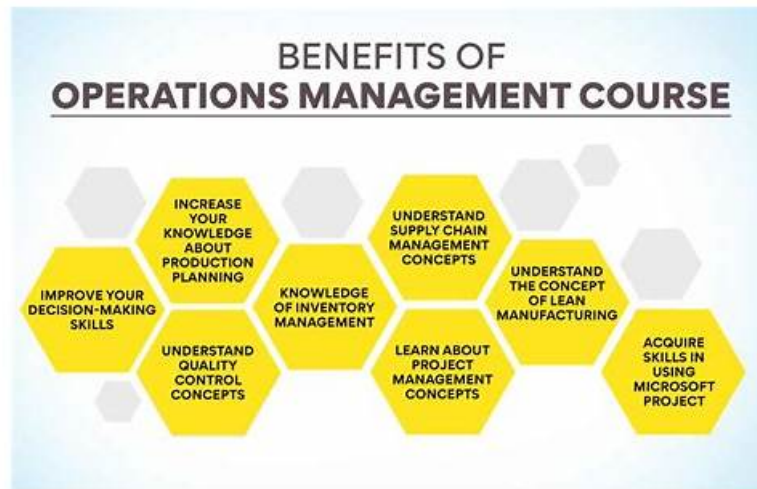 BENEFITS OF
OPERATIONS MANAGEMENT COURSE
IMPROVE YOUR
DECISION-MAKING
SKILLS
INCREASE
YOUR
KNOWLEDGE
ABOUT
PRODUCTION
PLANNING
UNDERSTAND
QUALITY
CONTROL
CONCEPTS
KNOWLEDGE
OF INVENTORY
MANAGEMENT
UNDERSTAND
SUPPLY CHAIN
MANAGEMENT
CONCEPTS
LEARN ABOUT
PROJECT
MANAGEMENT
CONCEPTS
UNDERSTAND
THE CONCEPT
OF LEAN
MANUFACTURING
ACQUIRE
SKILLS IN
USING
MICROSOFT
PROJECT